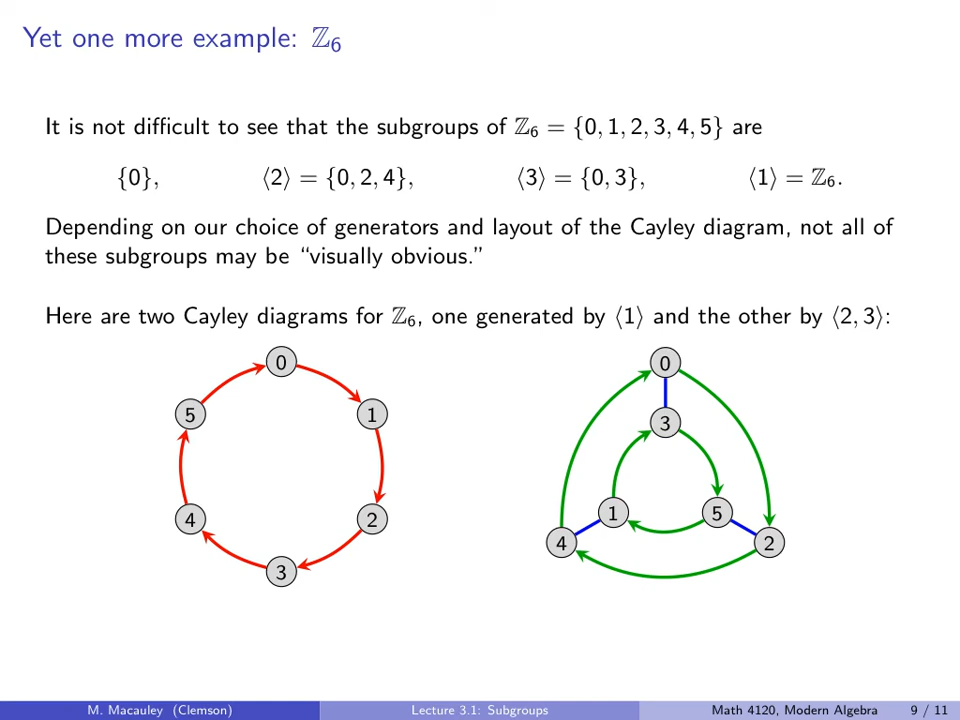 Yet one more example: ℤ₆
It is not difficult to see that the subgroups of ℤ₆ = {0, 1, 2, 3, 4, 5} are
{0}, ⟨2⟩ = {0, 2, 4}, ⟨3⟩ = {0, 3}, ⟨1⟩ = ℤ₆.
Depending on our choice of generators and layout of the Cayley diagram, not all of
these subgroups may be “visually obvious.”
Here are two Cayley diagrams for ℤ₆, one generated by ⟨1⟩ and the other by ⟨2, 3⟩:
0
5
1
4
2
3
0
3
1
5
4
2
M. Macauley (Clemson) Lecture 3.1: Subgroups Math 4120, Modern Algebra 9 / 11